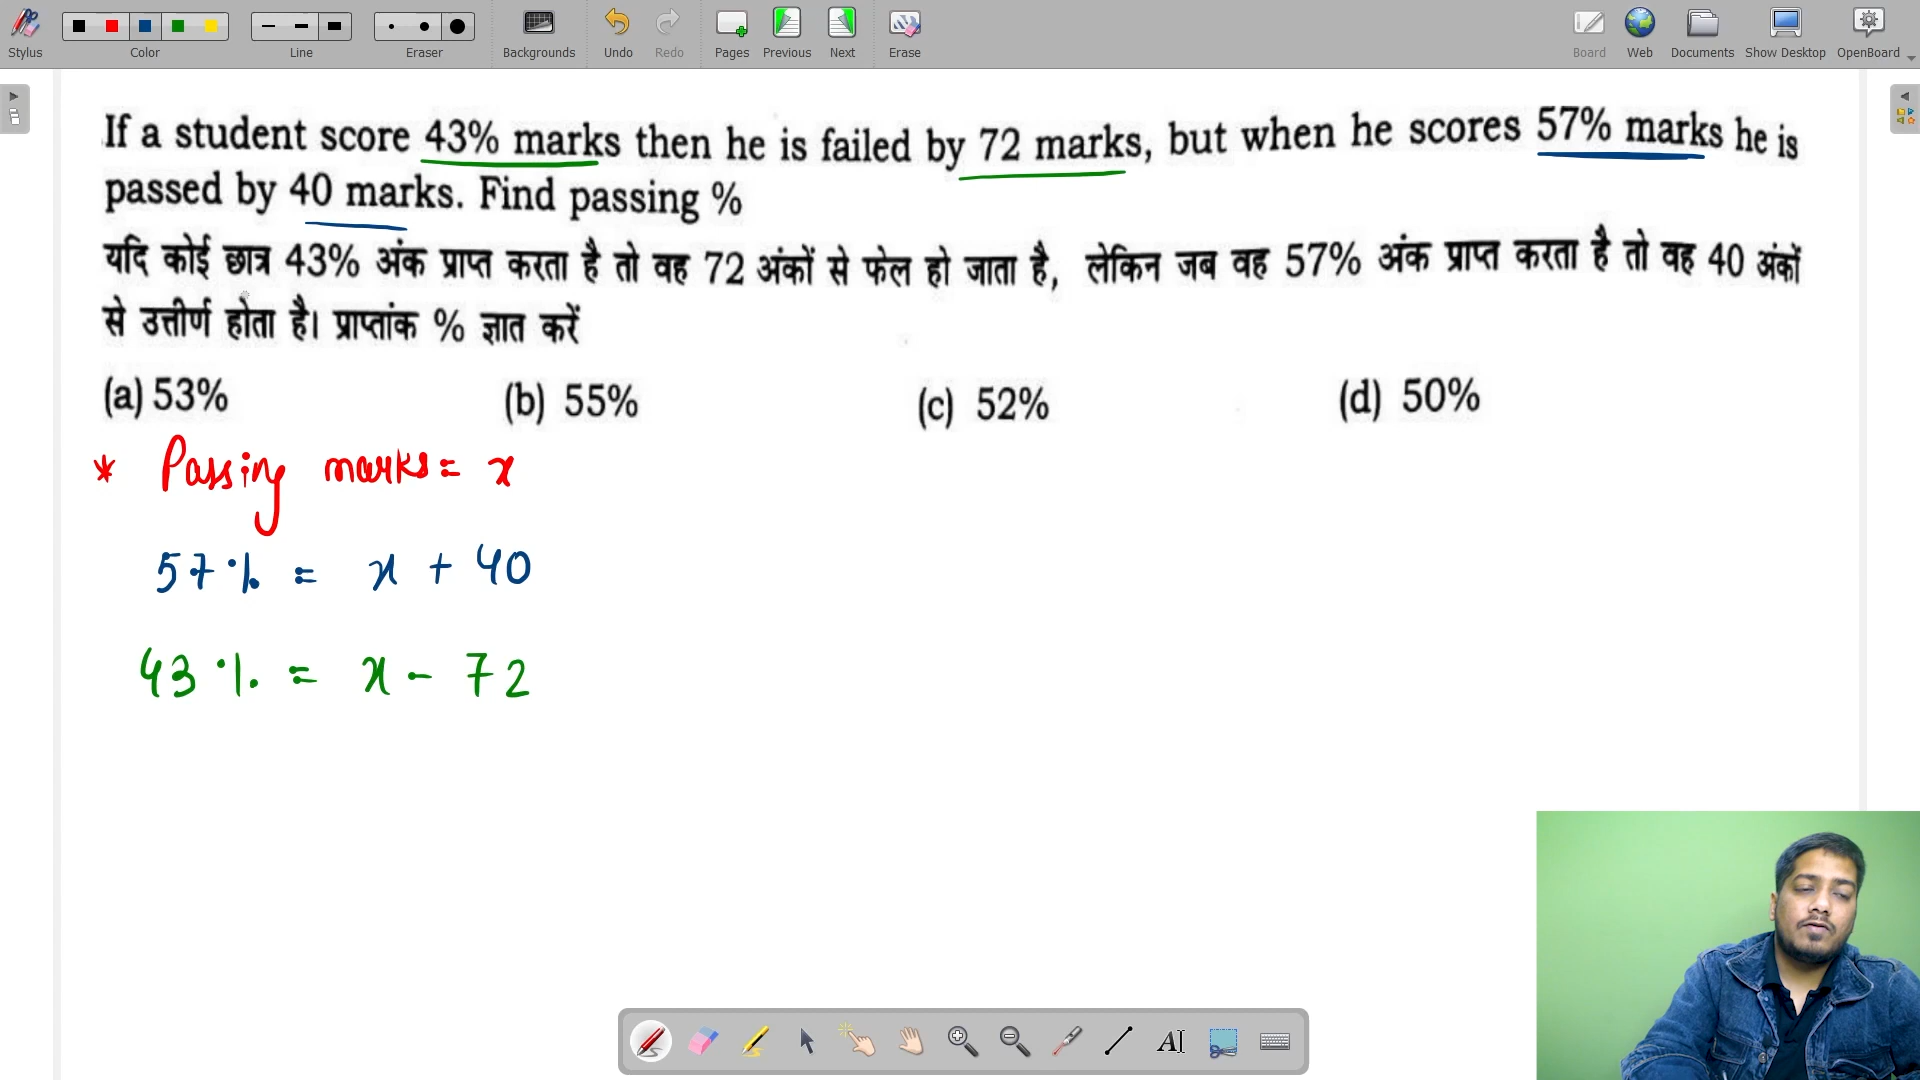 Stylus Color Line Eraser Backgrounds Undo Redo Pages Previous Next Erase Board Web Documents Show Desktop OpenBoard
If a student score 43% marks then he is failed by 72 marks, but when he scores 57% marks he is
passed by 40 marks. Find passing %
यदि कोई छात्र 43% अंक प्राप्त करता है तो वह 72 अंकों से फेल हो जाता है, लेकिन जब वह 57% अंक प्राप्त करता है तो वह 40 अंकों
से उत्तीर्ण होता है। प्राप्तांक % ज्ञात करें
(a) 53% (b) 55% (c) 52% (d) 50%
* Passing marks = x
57% = x + 40
43% = x - 72
AI